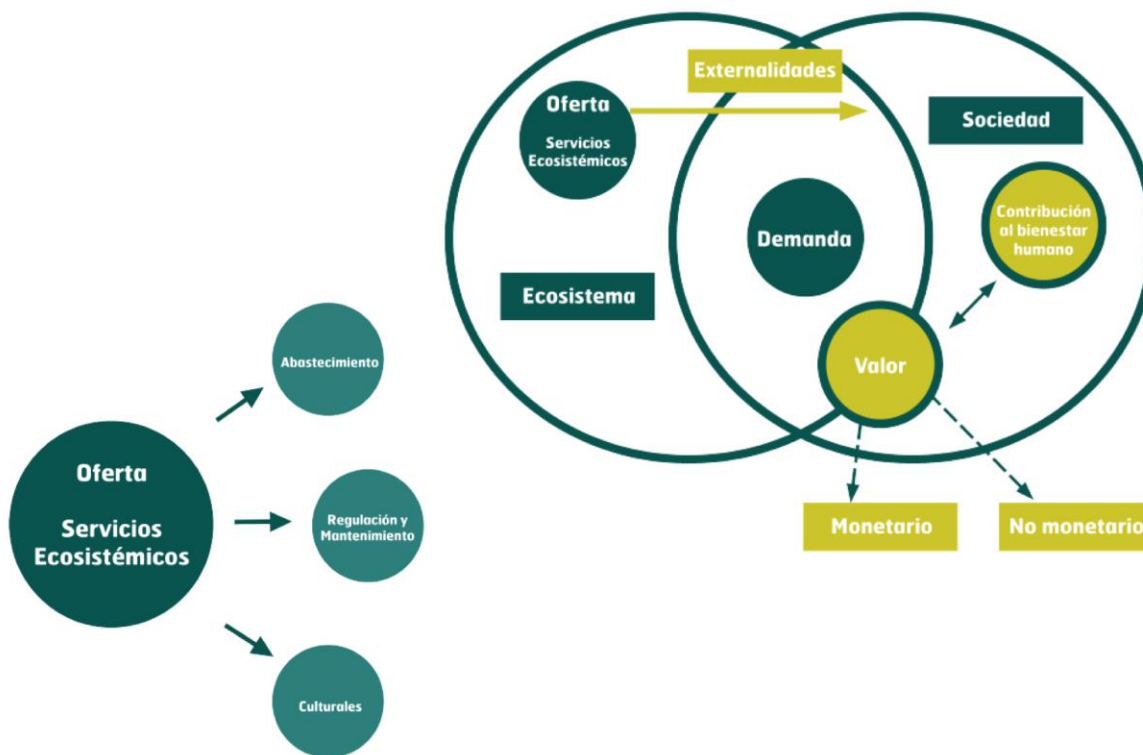 Externalidades
Oferta
Servicios
Ecosistémicos
Sociedad
Contribución
al bienestar
humano
Demanda
Ecosistema
Valor
Monetario
No monetario
Abastecimiento
Oferta
Servicios
Ecosistémicos
Regulación y
Mantenimiento
Culturales